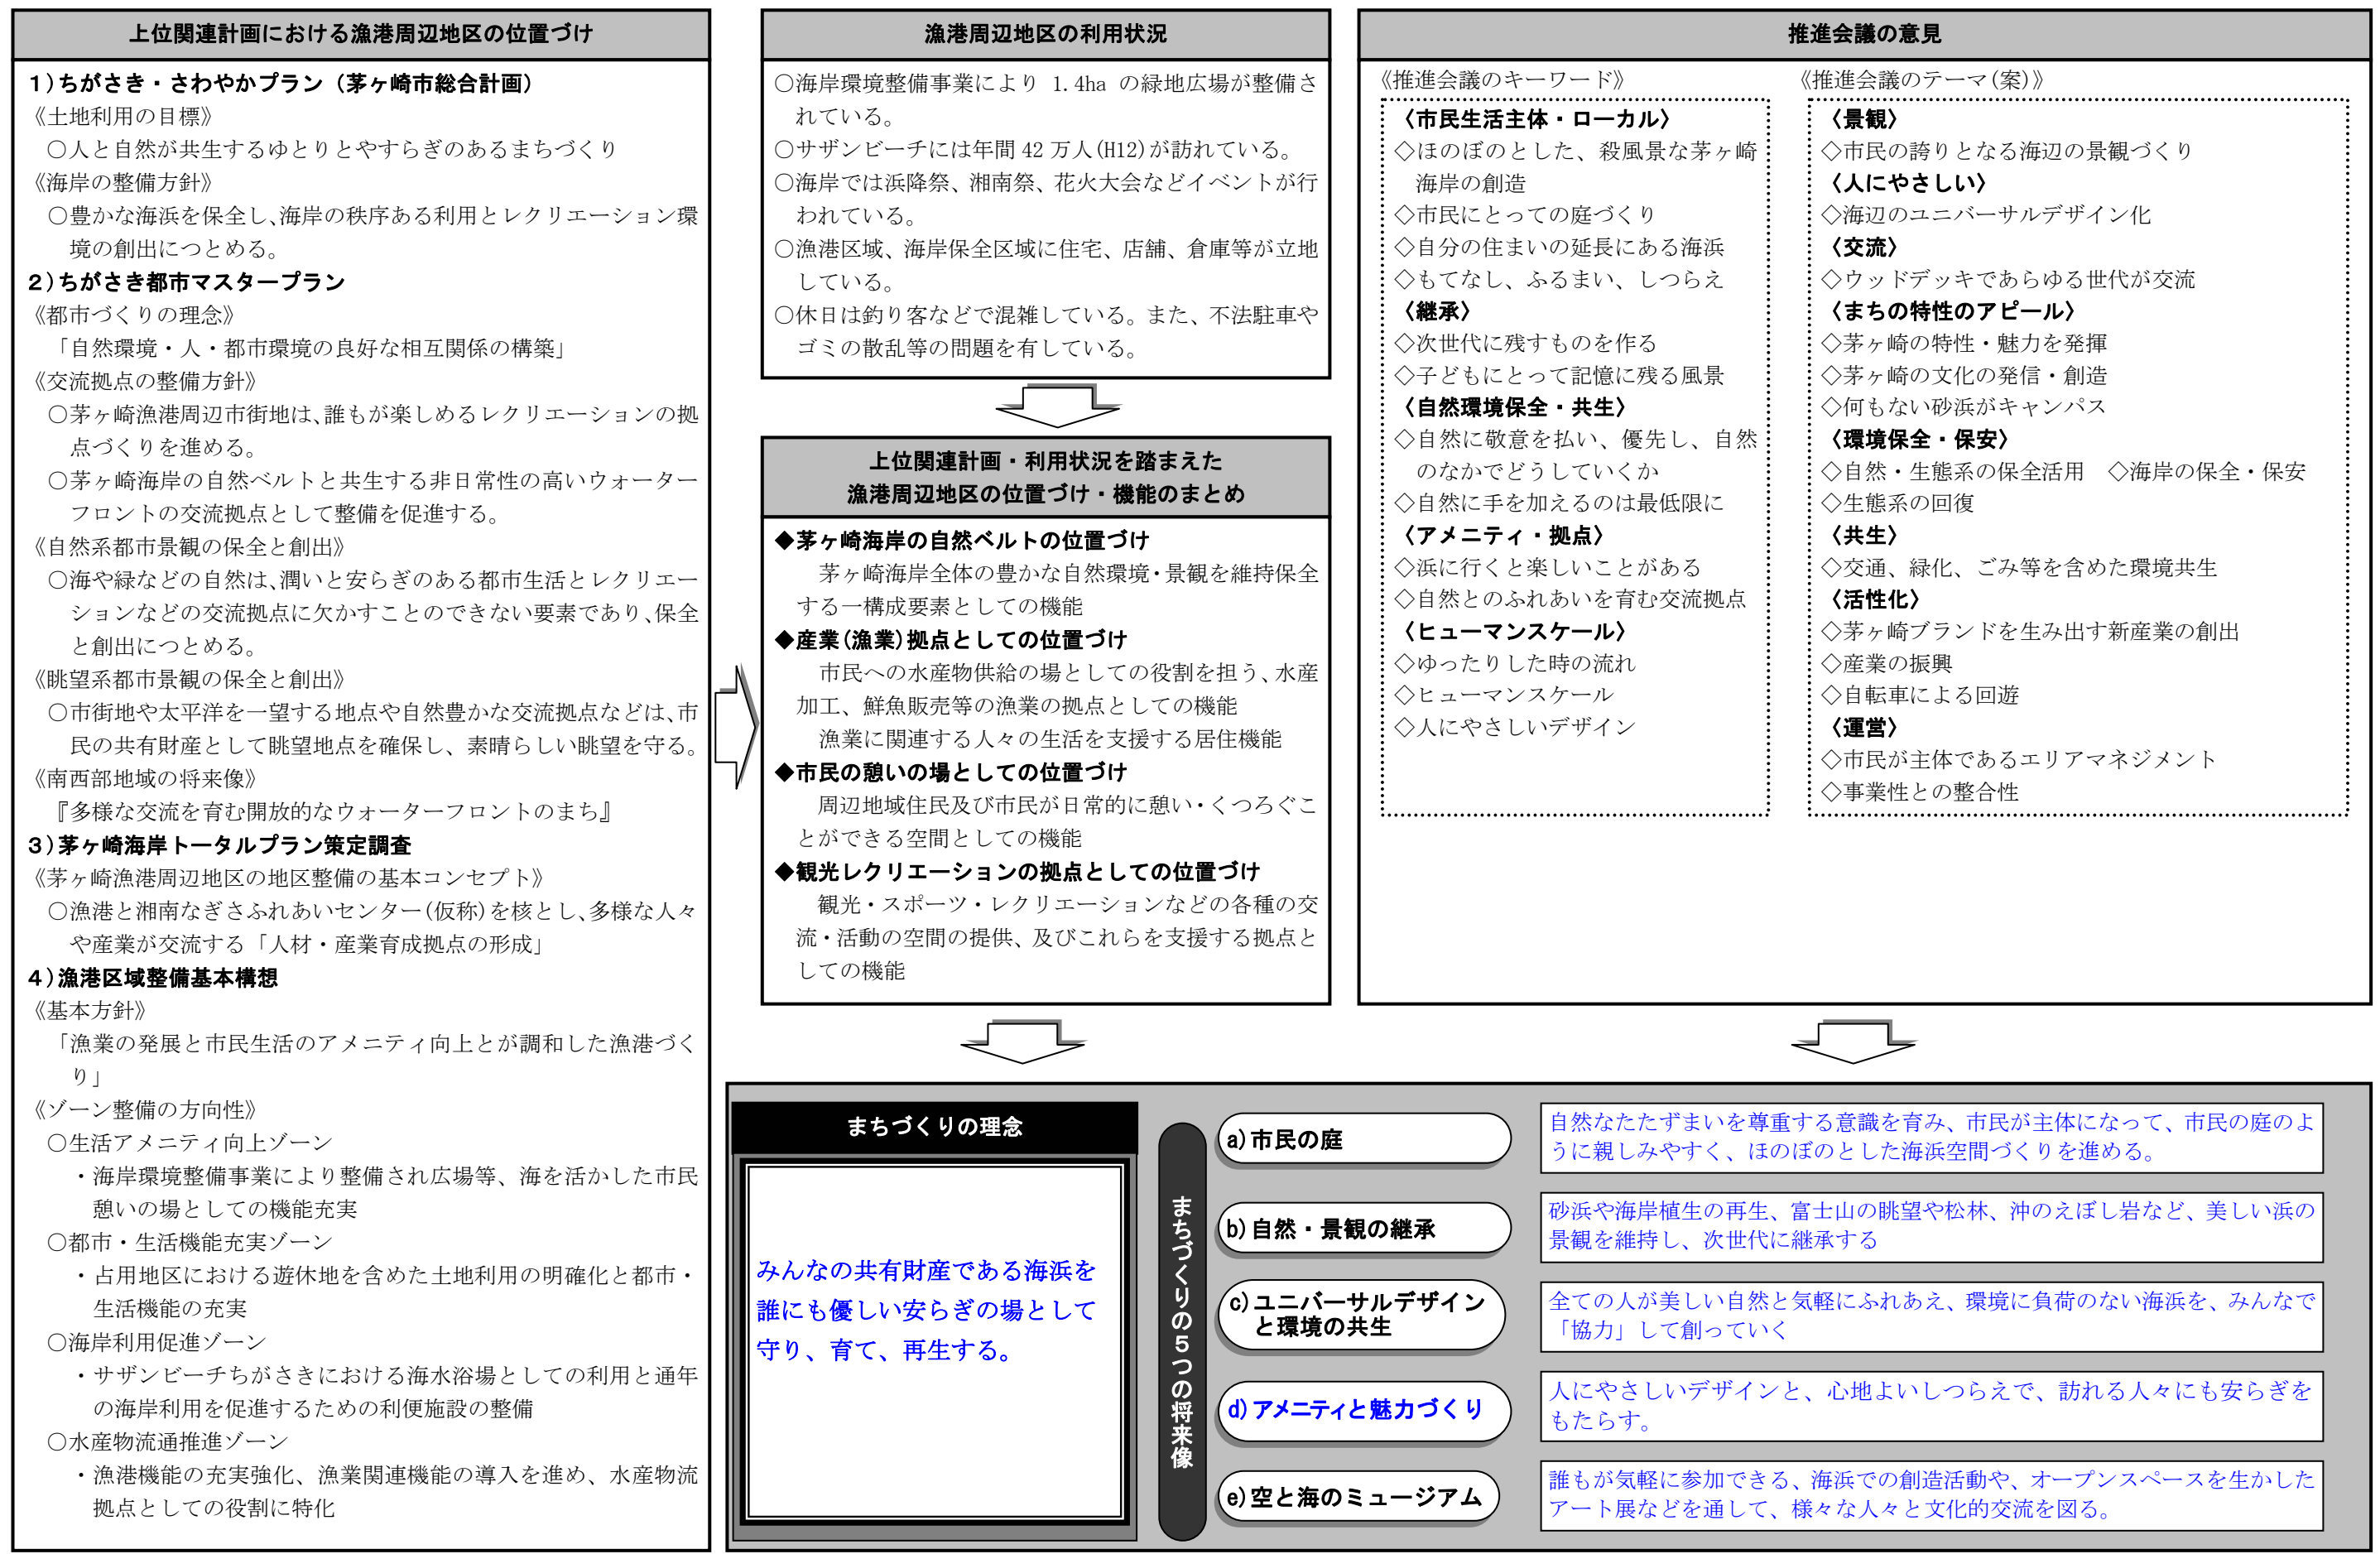 上位関連計画における漁港周辺地区の位置づけ
1)ちがさき・さわやかプラン（茅ヶ崎市総合計画）
《土地利用の目標》
○人と自然が共生するゆとりとやすらぎのあるまちづくり
《海岸の整備方針》
○豊かな海浜を保全し、海岸の秩序ある利用とレクリエーション環
境の創出につとめる。
2)ちがさき都市マスタープラン
《都市づくりの理念》
「自然環境・人・都市環境の良好な相互関係の構築」
《交流拠点の整備方針》
○茅ヶ崎漁港周辺市街地は、誰もが楽しめるレクリエーションの拠
点づくりを進める。
○茅ヶ崎海岸の自然ベルトと共生する非日常性の高いウォーター
フロントの交流拠点として整備を促進する。
《自然系都市景観の保全と創出》
○海や緑などの自然は、潤いと安らぎのある都市生活とレクリエー
ションなどの交流拠点に欠かすことのできない要素であり、保全
と創出につとめる。
《眺望系都市景観の保全と創出》
○市街地や太平洋を一望する地点や自然豊かな交流拠点などは、市
民の共有財産として眺望地点を確保し、素晴らしい眺望を守る。
《南西部地域の将来像》
『多様な交流を育む開放的なウォーターフロントのまち』
3)茅ヶ崎海岸トータルプラン策定調査
《茅ヶ崎漁港周辺地区の地区整備の基本コンセプト》
○漁港と湘南なぎさふれあいセンター(仮称)を核とし、多様な人々
や産業が交流する「人材・産業育成拠点の形成」
4)漁港区域整備基本構想
《基本方針》
「漁業の発展と市民生活のアメニティ向上とが調和した漁港づく
り」
《ゾーン整備の方向性》
○生活アメニティ向上ゾーン
・海岸環境整備事業により整備され広場等、海を活かした市民
憩いの場としての機能充実
○都市・生活機能充実ゾーン
・占用地区における遊休地を含めた土地利用の明確化と都市・
生活機能の充実
○海岸利用促進ゾーン
・サザンビーチちがさきにおける海水浴場としての利用と通年
の海岸利用を促進するための利便施設の整備
○水産物流通推進ゾーン
・漁港機能の充実強化、漁業関連機能の導入を進め、水産物流
拠点としての役割に特化
漁港周辺地区の利用状況
○海岸環境整備事業により 1.4ha の緑地広場が整備さ
れている。
○サザンビーチには年間 42 万人(H12)が訪れている。
○海岸では浜降祭、湘南祭、花火大会などイベントが行
われている。
○漁港区域、海岸保全区域に住宅、店舗、倉庫等が立地
している。
○休日は釣り客などで混雑している。また、不法駐車や
ゴミの散乱等の問題を有している。
上位関連計画・利用状況を踏まえた
漁港周辺地区の位置づけ・機能のまとめ
◆茅ヶ崎海岸の自然ベルトの位置づけ
茅ヶ崎海岸全体の豊かな自然環境・景観を維持保全
する一構成要素としての機能
◆産業(漁業)拠点としての位置づけ
市民への水産物供給の場としての役割を担う、水産
加工、鮮魚販売等の漁業の拠点としての機能
漁業に関連する人々の生活を支援する居住機能
◆市民の憩いの場としての位置づけ
周辺地域住民及び市民が日常的に憩い・くつろぐこ
とができる空間としての機能
◆観光レクリエーションの拠点としての位置づけ
観光・スポーツ・レクリエーションなどの各種の交
流・活動の空間の提供、及びこれらを支援する拠点と
しての機能
推進会議の意見
《推進会議のキーワード》
〈市民生活主体・ローカル〉
◇ほのぼのとした、殺風景な茅ヶ崎
海岸の創造
◇市民にとっての庭づくり
◇自分の住まいの延長にある海浜
◇もてなし、ふるまい、しつらえ
〈継承〉
◇次世代に残すものを作る
◇子どもにとって記憶に残る風景
〈自然環境保全・共生〉
◇自然に敬意を払い、優先し、自然
のなかでどうしていくか
◇自然に手を加えるのは最低限に
〈アメニティ・拠点〉
◇浜に行くと楽しいことがある
◇自然とのふれあいを育む交流拠点
〈ヒューマンスケール〉
◇ゆったりした時の流れ
◇ヒューマンスケール
◇人にやさしいデザイン
《推進会議のテーマ(案)》
〈景観〉
◇市民の誇りとなる海辺の景観づくり
〈人にやさしい〉
◇海辺のユニバーサルデザイン化
〈交流〉
◇ウッドデッキであらゆる世代が交流
〈まちの特性のアピール〉
◇茅ヶ崎の特性・魅力を発揮
◇茅ヶ崎の文化の発信・創造
◇何もない砂浜がキャンパス
〈環境保全・保安〉
◇自然・生態系の保全活用 ◇海岸の保全・保安
◇生態系の回復
〈共生〉
◇交通、緑化、ごみ等を含めた環境共生
〈活性化〉
◇茅ヶ崎ブランドを生み出す新産業の創出
◇産業の振興
◇自転車による回遊
〈運営〉
◇市民が主体であるエリアマネジメント
◇事業性との整合性
まちづくりの理念
みんなの共有財産である海浜を
誰にも優しい安らぎの場として
守り、育て、再生する。
まちづくりの5つの将来像
a)市民の庭
自然なたたずまいを尊重する意識を育み、市民が主体になって、市民の庭のよ
うに親しみやすく、ほのぼのとした海浜空間づくりを進める。
b)自然・景観の継承
砂浜や海岸植生の再生、富士山の眺望や松林、沖のえぼし岩など、美しい浜の
景観を維持し、次世代に継承する
c)ユニバーサルデザイン
と環境の共生
全ての人が美しい自然と気軽にふれあえ、環境に負荷のない海浜を、みんなで
「協力」して創っていく
d)アメニティと魅力づくり
人にやさしいデザインと、心地よいしつらえで、訪れる人々にも安らぎを
もたらす。
e)空と海のミュージアム
誰もが気軽に参加できる、海浜での創造活動や、オープンスペースを生かした
アート展などを通して、様々な人々と文化的交流を図る。